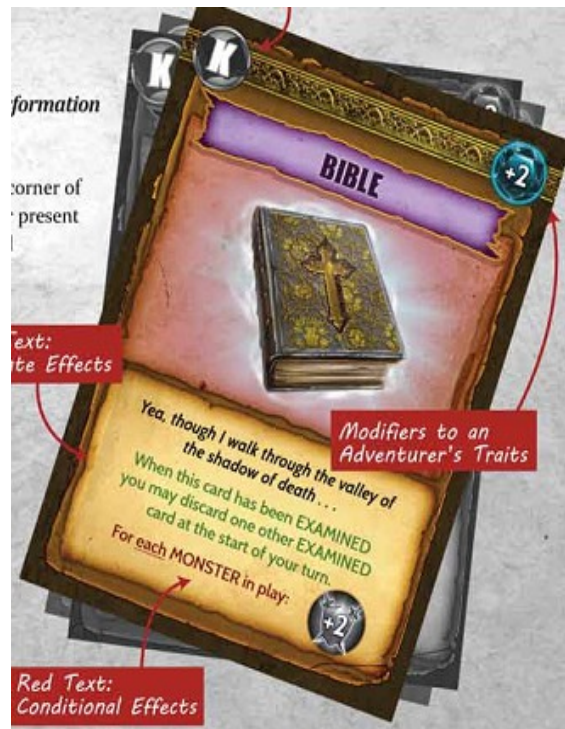 K
K
formation
BIBLE
+2
corner of
present
Text:
te Effects
Modifiers to an
Adventurer's Traits
Yea, though I walk through the valley of
the shadow of death . . .
When this card has been EXAMINED
you may discard one other EXAMINED
card at the start of your turn.
For each MONSTER in play:
+2
Red Text:
Conditional Effects